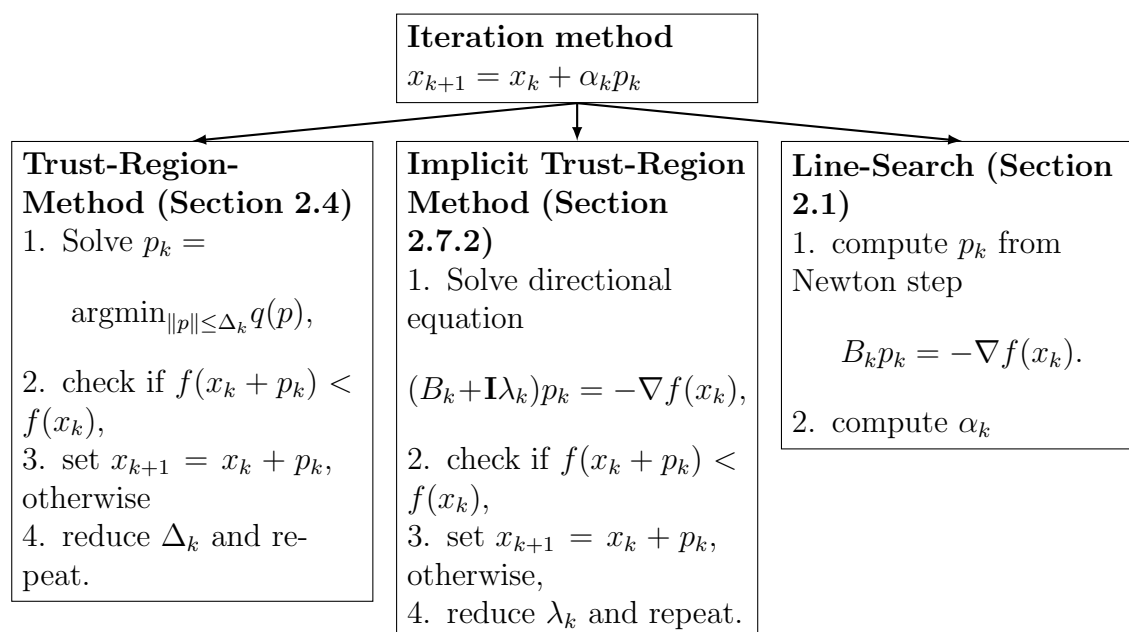 Iteration method
x_{k+1} = x_k + α_k p_k
Trust-Region-
Method (Section 2.4)
1. Solve p_k =
argmin_{‖p‖≤Δ_k} q(p),
2. check if f(x_k + p_k) <
f(x_k),
3. set x_{k+1} = x_k + p_k,
otherwise
4. reduce Δ_k and re-
peat.
Implicit Trust-Region
Method (Section
2.7.2)
1. Solve directional
equation
(B_k+Iλ_k)p_k = −∇f(x_k),
2. check if f(x_k + p_k) <
f(x_k),
3. set x_{k+1} = x_k + p_k,
otherwise,
4. reduce λ_k and repeat.
Line-Search (Section
2.1)
1. compute p_k from
Newton step
B_k p_k = −∇f(x_k).
2. compute α_k